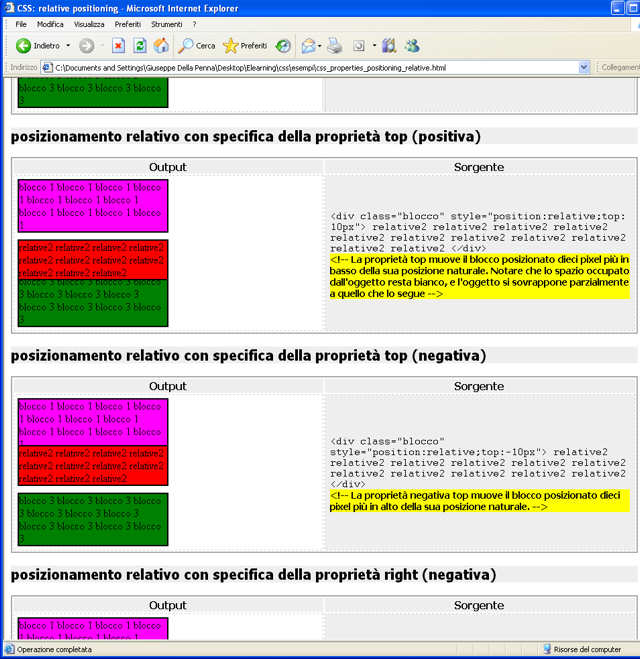 CSS: relative positioning - Microsoft Internet Explorer
File Modifica Visualizza Preferiti Strumenti ?
Indietro Cerca Preferiti
Indirizzo C:\Documents and Settings\Giuseppe Della Penna\Desktop\Elearning\css\esempi\css_properties_positioning_relative.html Collegament
blocco 3 blocco 3 blocco 3
3
posizionamento relativo con specifica della proprietà top (positiva)
Output Sorgente
blocco 1 blocco 1 blocco 1 blocco
1 blocco 1 blocco 1 blocco 1
blocco 1 blocco 1 blocco 1
relative2 relative2 relative2 relative2
relative2 relative2 relative2 relative2
relative2 relative2 relative2
blocco 3 blocco 3 blocco 3 blocco
3 blocco 3 blocco 3 blocco 3
blocco 3 blocco 3 blocco 3 blocco
3
<div class="blocco" style="position:relative;top:
10px"> relative2 relative2 relative2 relative2
relative2 relative2 relative2 relative2 relative2
relative2 relative2 </div>
<!-- La proprietà top muove il blocco posizionato dieci pixel più in
basso della sua posizione naturale. Notare che lo spazio occupato
dall'oggetto resta bianco, e l'oggetto si sovrappone parzialmente
a quello che lo segue -->
posizionamento relativo con specifica della proprietà top (negativa)
Output Sorgente
blocco 1 blocco 1 blocco 1 blocco
1 blocco 1 blocco 1 blocco 1
blocco 1 blocco 1 blocco 1 blocco
relative2 relative2 relative2 relative2
relative2 relative2 relative2 relative2
relative2 relative2 relative2
blocco 3 blocco 3 blocco 3 blocco
3 blocco 3 blocco 3 blocco 3
blocco 3 blocco 3 blocco 3
<div class="blocco"
style="position:relative;top:-10px"> relative2
relative2 relative2 relative2 relative2 relative2
relative2 relative2 relative2 relative2 relative2
</div>
<!-- La proprietà negativa top muove il blocco posizionato dieci
pixel più in alto della sua posizione naturale. -->
posizionamento relativo con specifica della proprietà right (negativa)
Output Sorgente
blocco 1 blocco 1 blocco 1 blocco
1 blocco 1 blocco 1 blocco 1
Operazione completata Risorse del computer